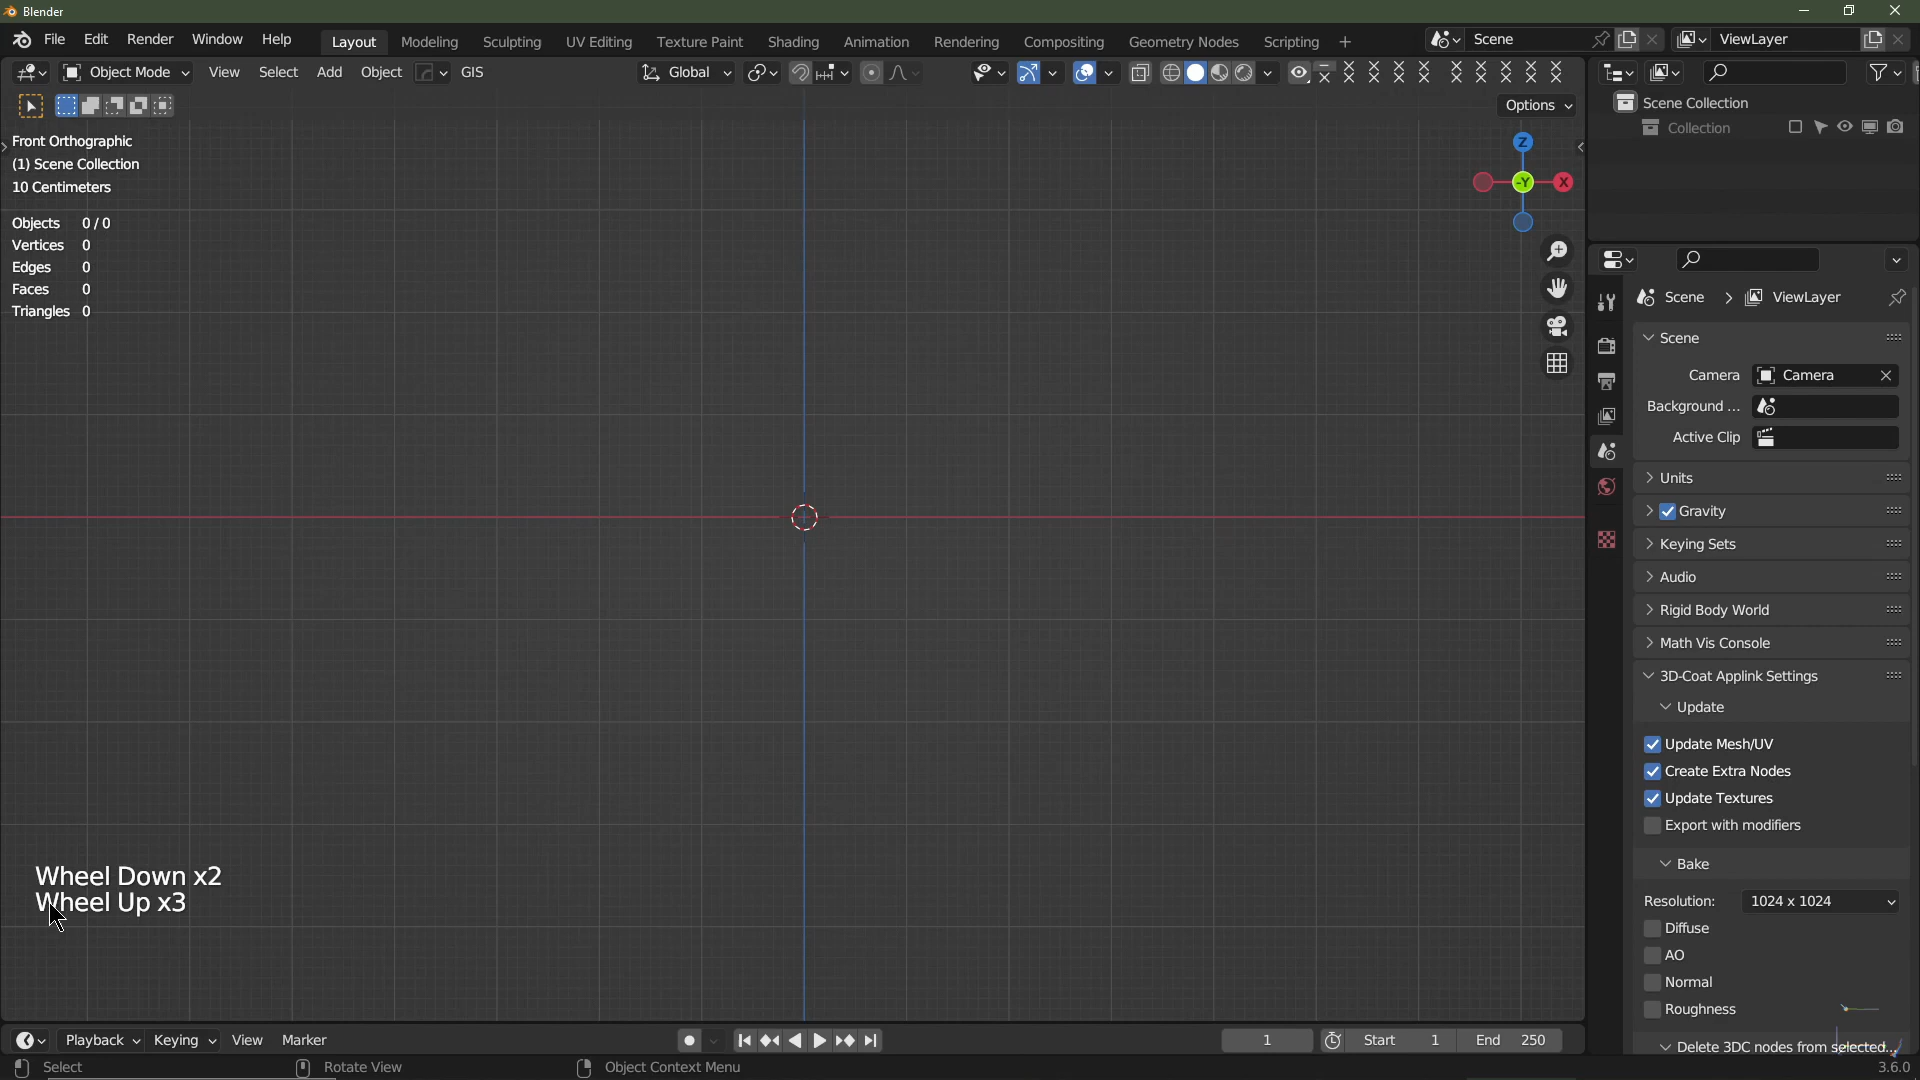 Blender
File Edit Render Window Help Layout Modeling Sculpting UV Editing Texture Paint Shading Animation Rendering Compositing Geometry Nodes Scripting + Scene ViewLayer
Object Mode View Select Add Object GIS Global
Options
Scene Collection
Collection
Front Orthographic
(1) Scene Collection
10 Centimeters
Objects 0/0
Vertices 0
Edges 0
Faces 0
Triangles 0
Z
-Y X
Scene > ViewLayer
Scene
Camera Camera
Background ...
Active Clip
Units
Gravity
Keying Sets
Audio
Rigid Body World
Math Vis Console
3D-Coat Applink Settings
Update
Update Mesh/UV
Create Extra Nodes
Update Textures
Export with modifiers
Bake
Resolution: 1024 x 1024
Diffuse
AO
Normal
Roughness
Delete 3DC nodes from selected...
Wheel Down x2
Wheel Up x3
Playback Keying View Marker 1 Start 1 End 250
Select Rotate View Object Context Menu 3.6.0